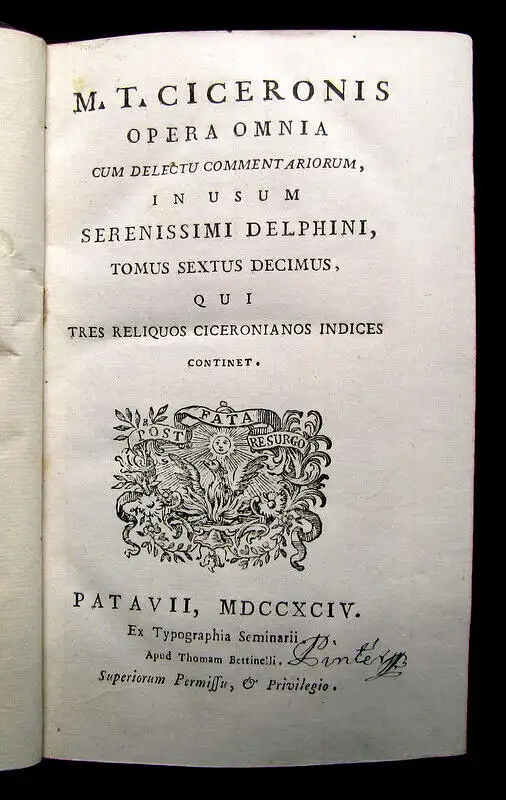 M. T. CICERONIS
OPERA OMNIA
CUM DELECTU COMMENTARIORUM,
IN USUM
SERENISSIMI DELPHINI,
TOMUS SEXTUS DECIMUS,
QUI
TRES RELIQUOS CICERONIANOS INDICES
CONTINET.
POST FATA RESURGO
PATAVII, MDCCXCIV.
Ex Typographia Seminarii
Apud Thomam Bettinelli.
Pintér
Superiorum Permiſſu, & Privilegio.